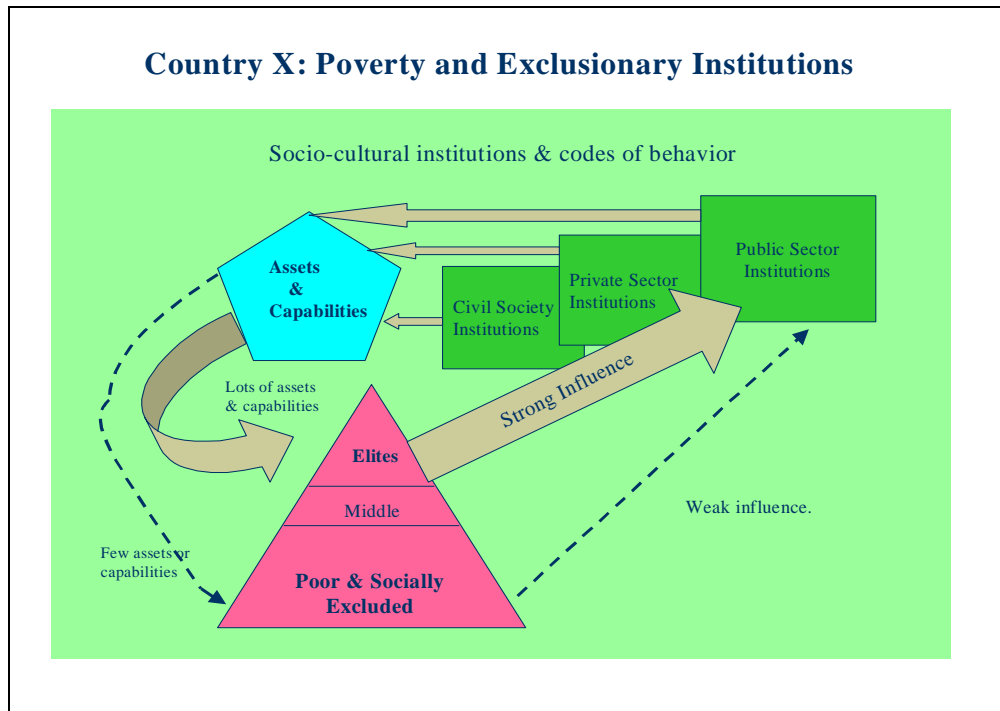 Country X: Poverty and Exclusionary Institutions
Socio-cultural institutions & codes of behavior
Assets
&
Capabilities
Public Sector
Institutions
Private Sector
Institutions
Civil Society
Institutions
Lots of assets
& capabilities
Strong Influence
Elites
Middle
Poor & Socially
Excluded
Weak influence.
Few assets or
capabilities